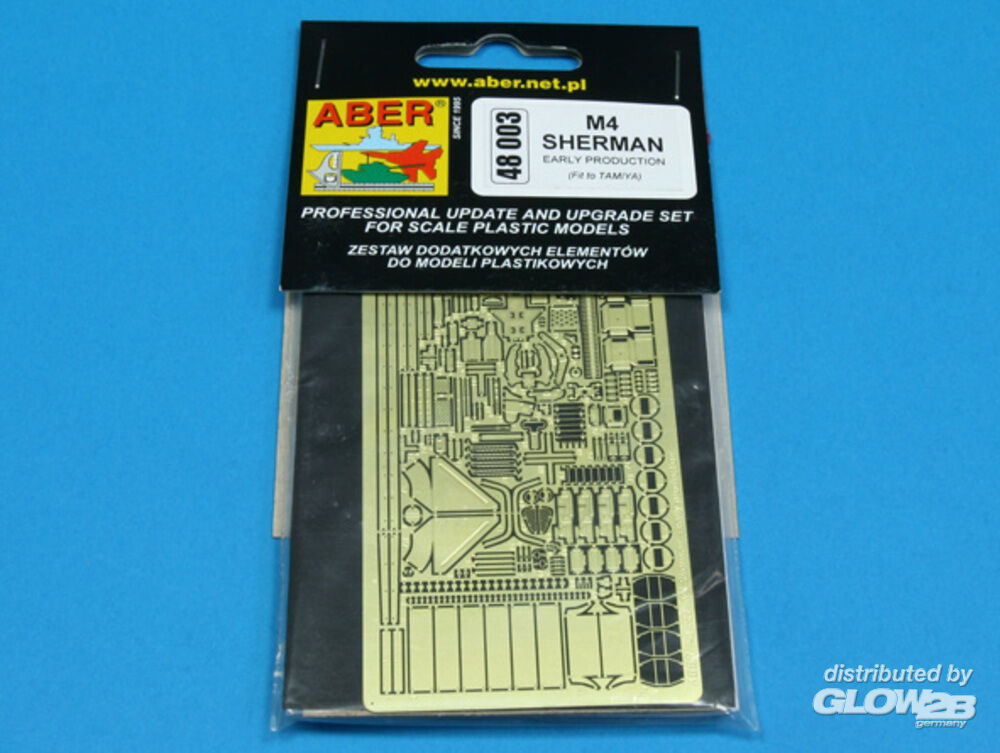 www.aber.net.pl
ABER®
SINCE 1995
48 003
M4
SHERMAN
EARLY PRODUCTION
(Fit to TAMIYA)
PROFESSIONAL UPDATE AND UPGRADE SET
FOR SCALE PLASTIC MODELS
ZESTAW DODATKOWYCH ELEMENTÓW
DO MODELI PLASTIKOWYCH
distributed by
GLOW2B
germany